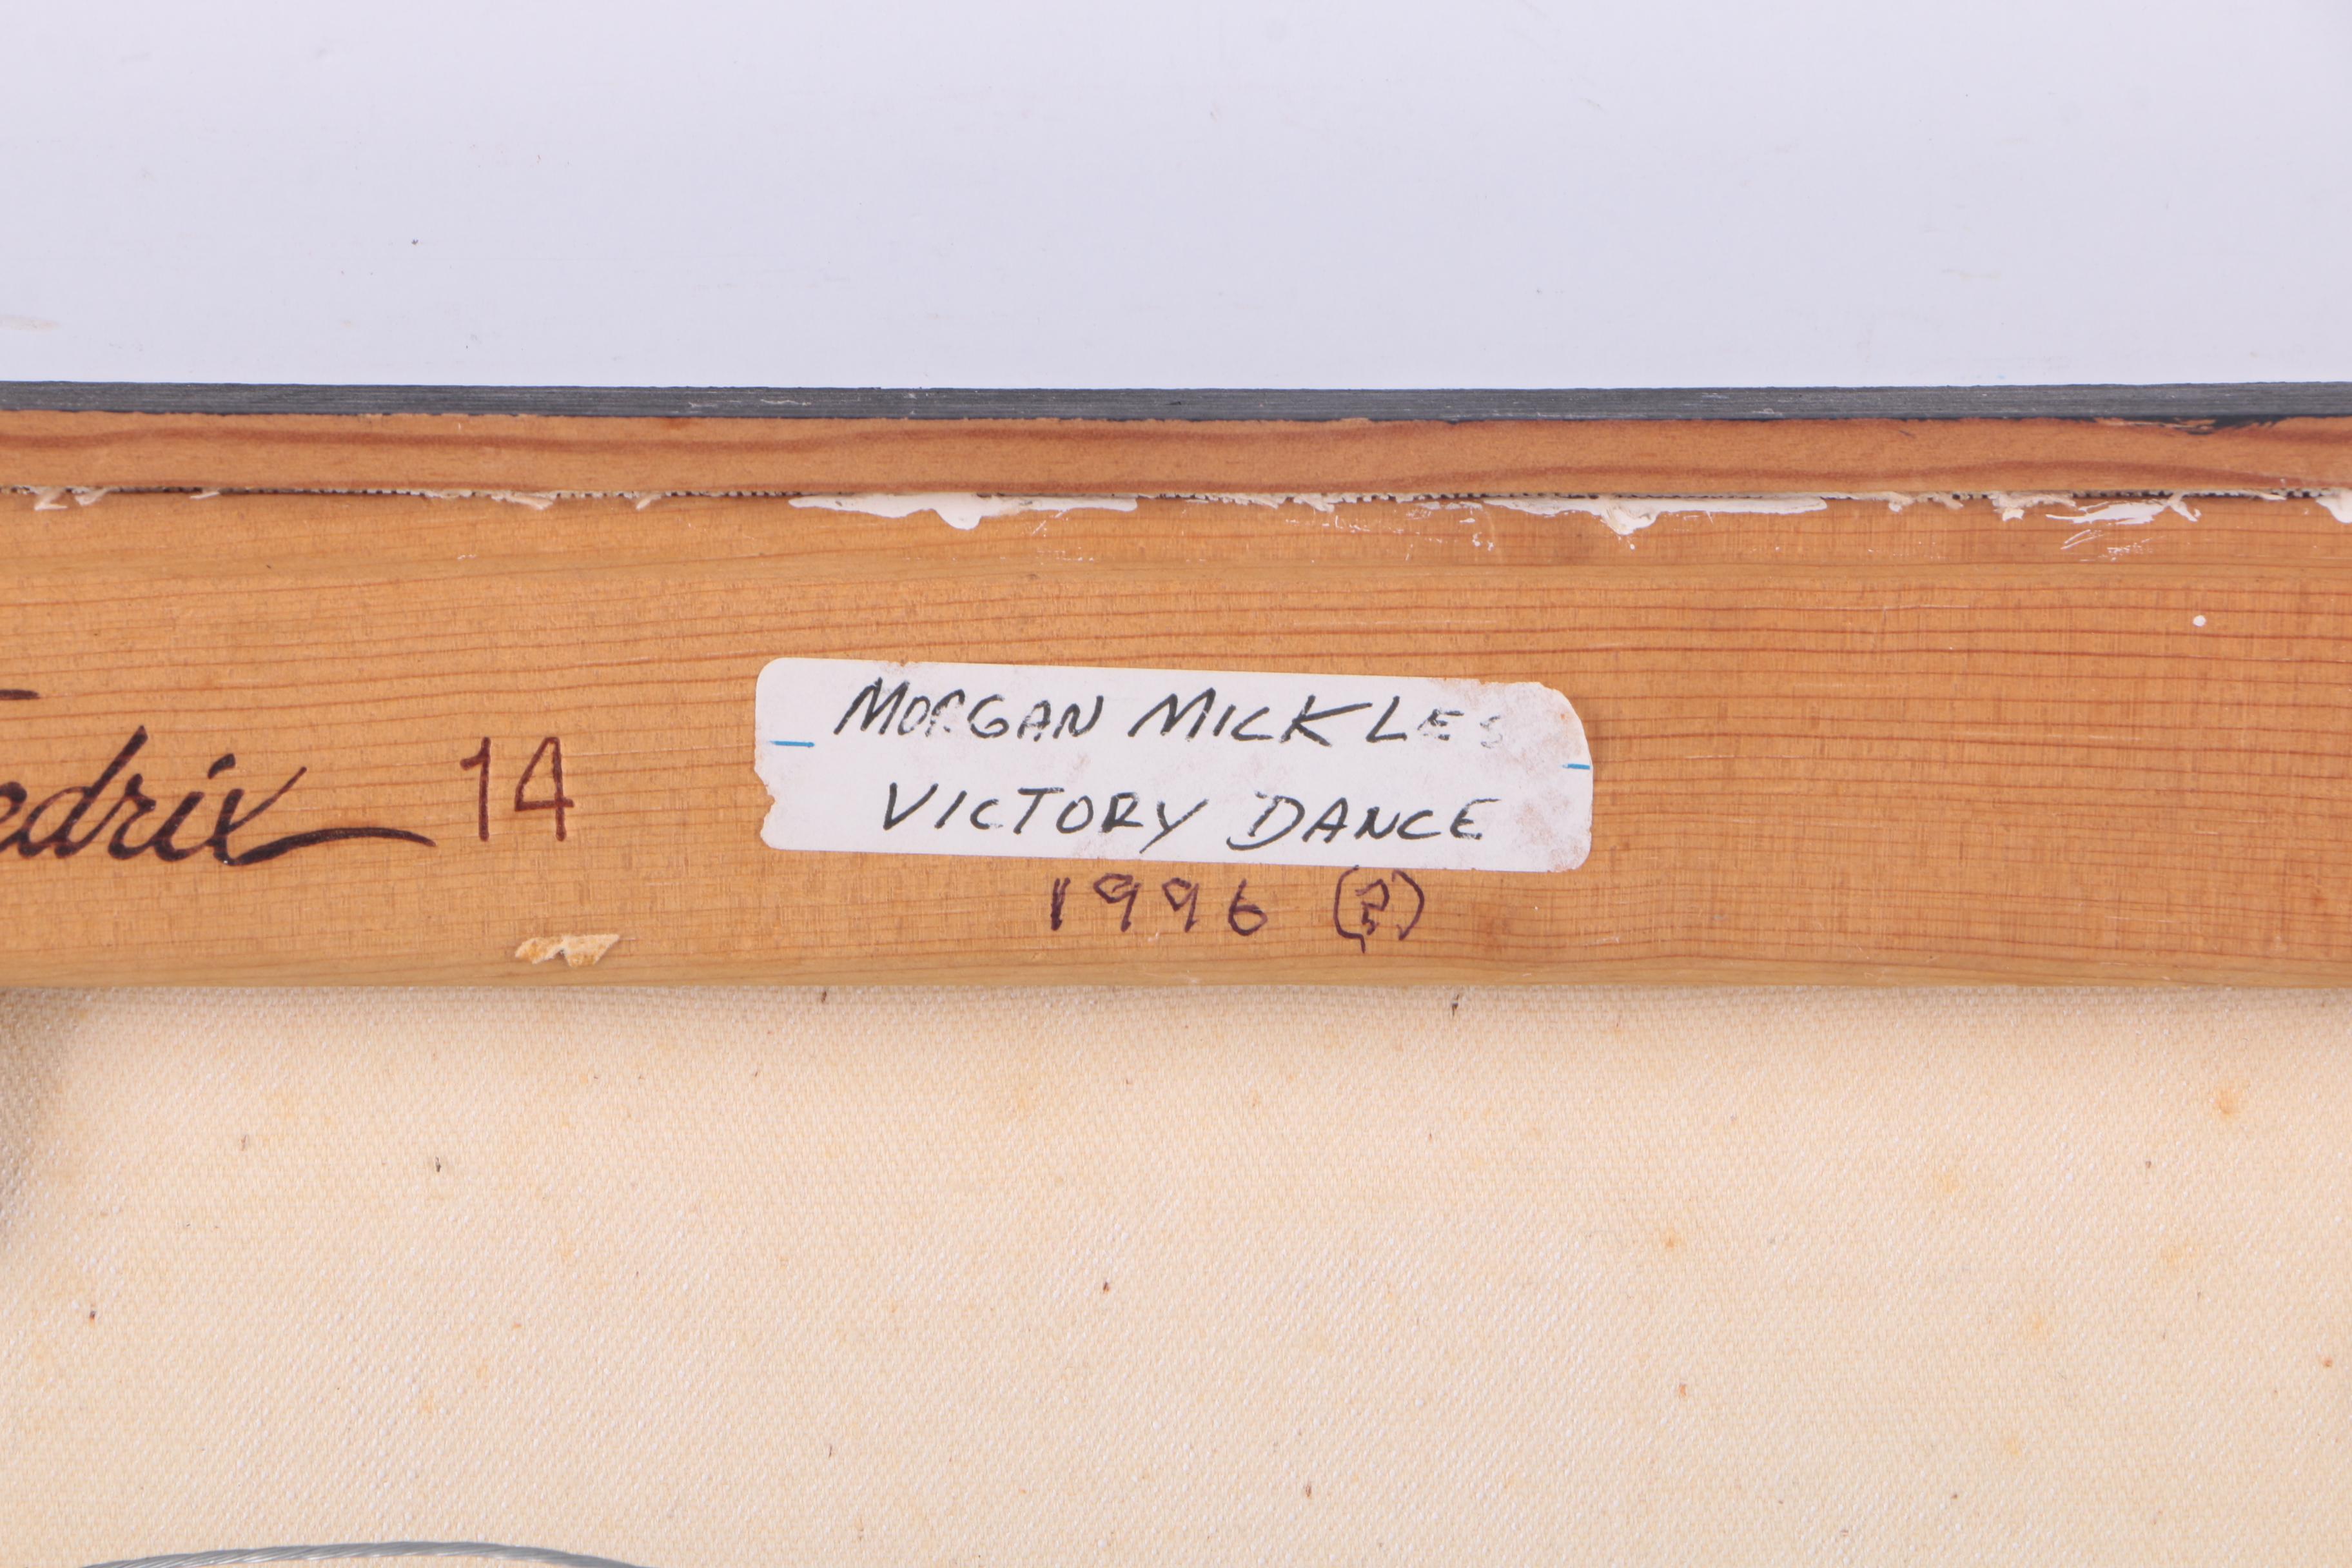 edrix 14
MORGAN MICKLES
VICTORY DANCE
1996 (?)